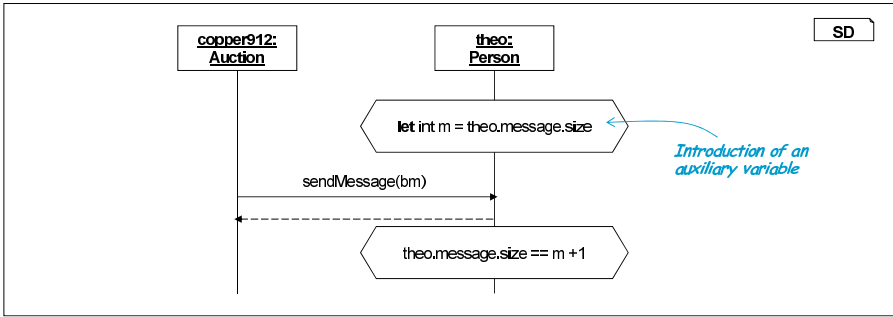 copper912:
Auction
theo:
Person
SD
let int m = theo.message.size
Introduction of an
auxiliary variable
sendMessage(bm)
theo.message.size == m +1